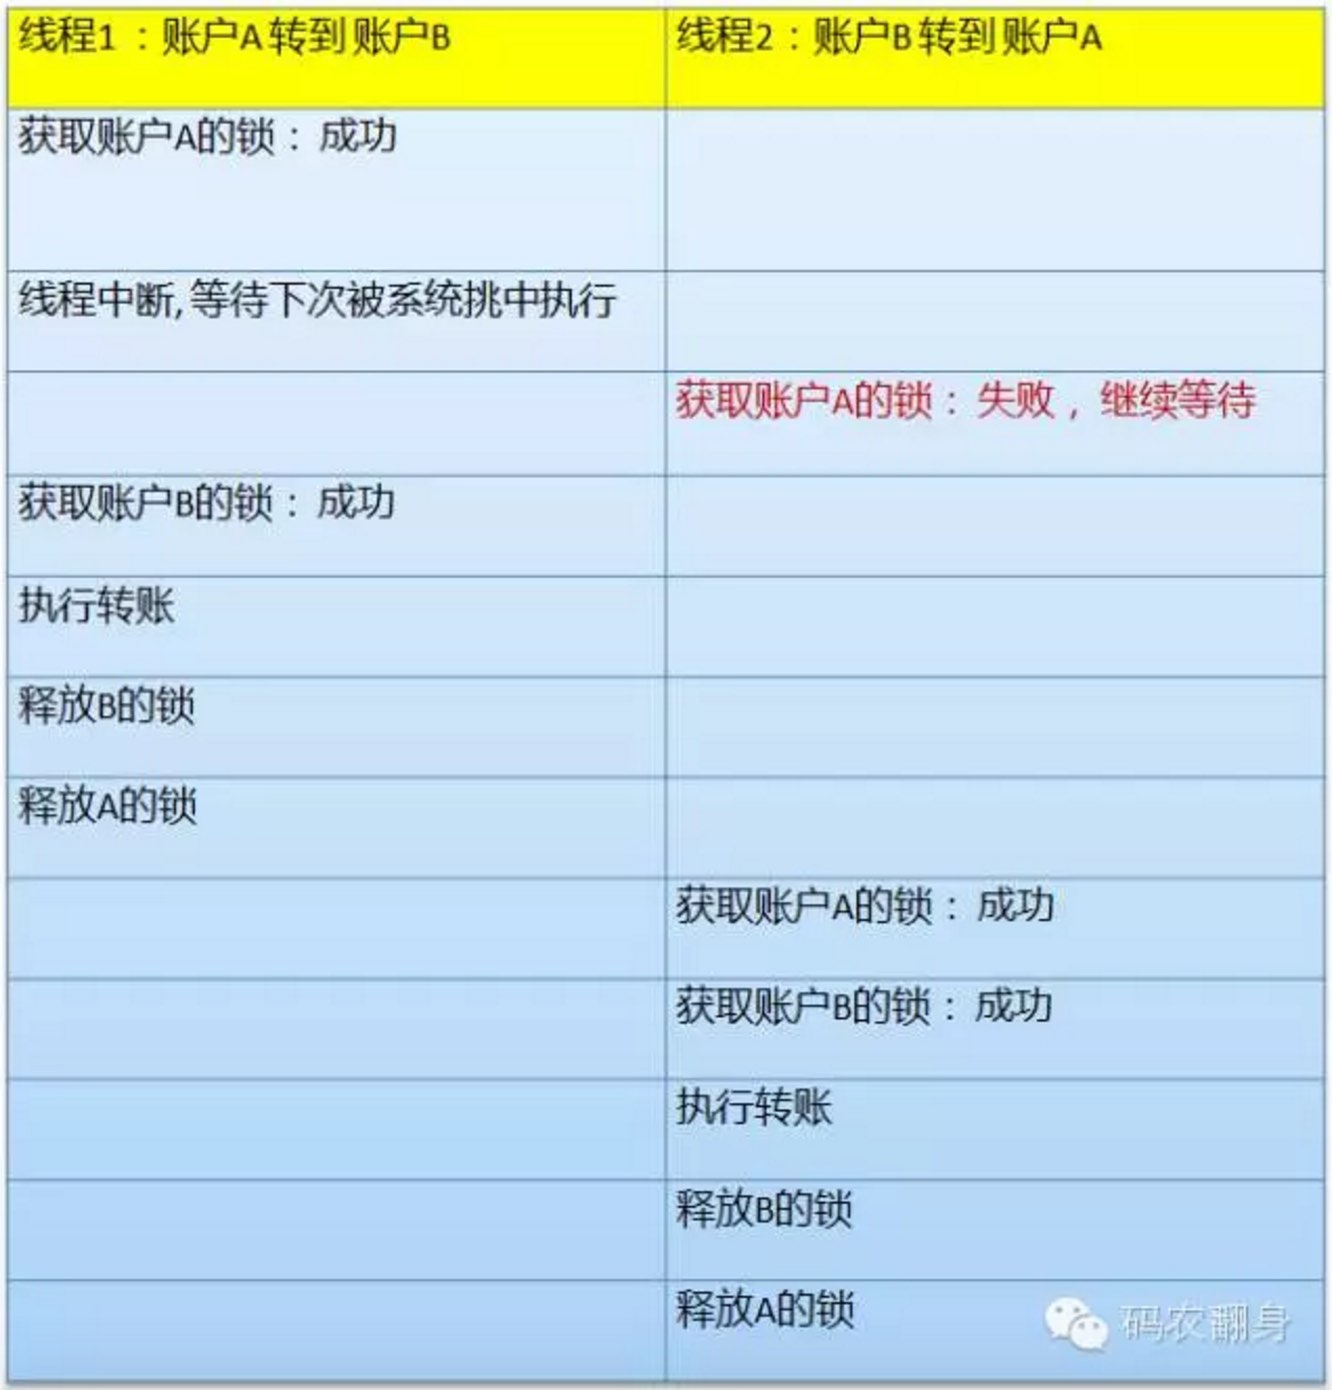 线程1：账户A 转到 账户B
线程2：账户B 转到 账户A
获取账户A的锁：成功
线程中断, 等待下次被系统挑中执行
获取账户A的锁：失败，继续等待
获取账户B的锁：成功
执行转账
释放B的锁
释放A的锁
获取账户A的锁：成功
获取账户B的锁：成功
执行转账
释放B的锁
释放A的锁
码农翻身